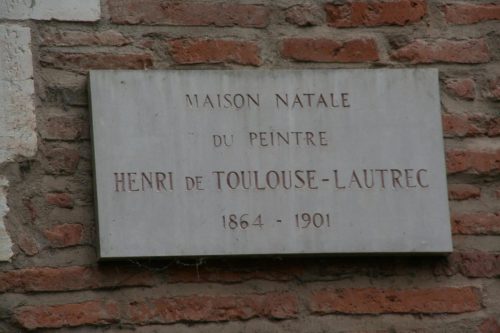 MAISON NATALE
DU PEINTRE
HENRI DE TOULOUSE-LAUTREC
1864 - 1901